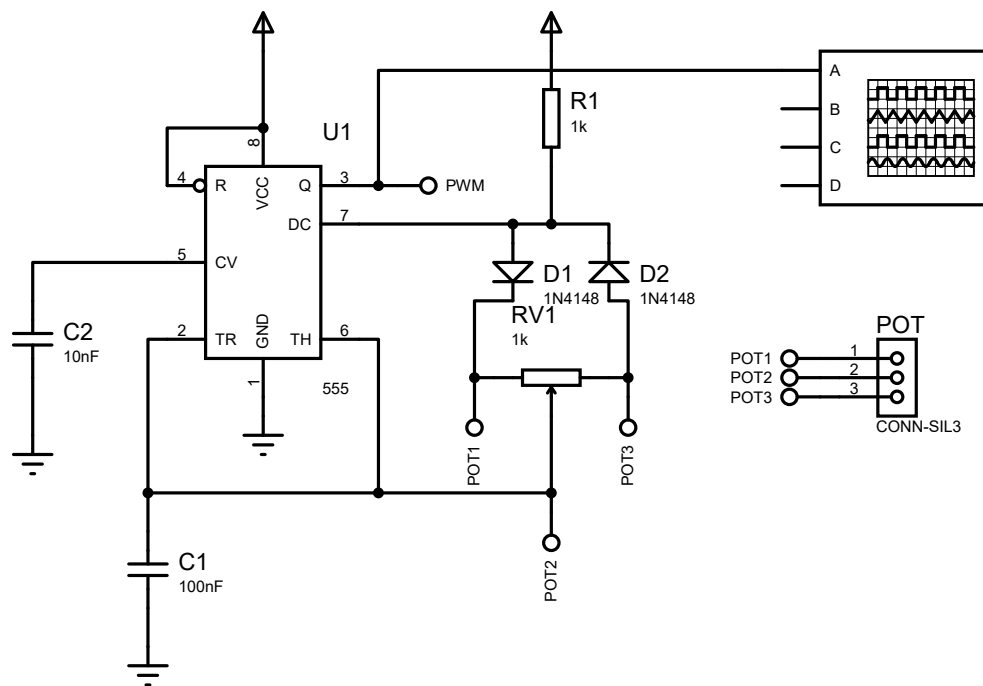 R1
1k
U1
8
4
R
VCC
Q
3
PWM
DC
7
5
CV
2
TR
GND
TH
6
1
555
C2
10nF
C1
100nF
D1
1N4148
D2
1N4148
RV1
1k
POT1
POT3
POT2
A
B
C
D
POT
POT1
1
POT2
2
POT3
3
CONN-SIL3